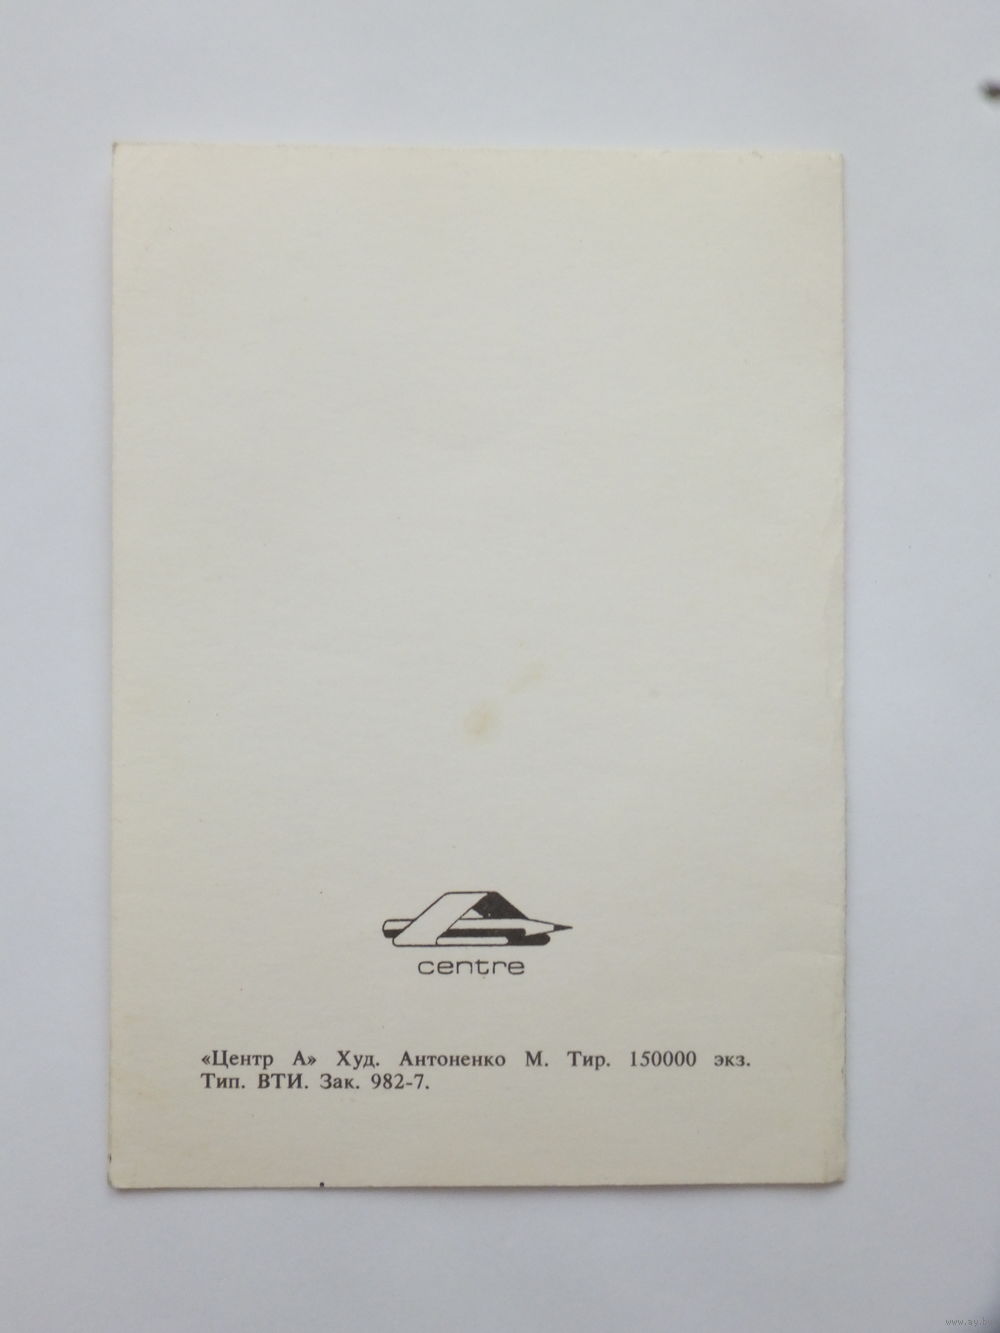 centre
«Центр А» Худ. Антоненко М. Тир. 150000 экз.
Тип. ВТИ. Зак. 982-7.